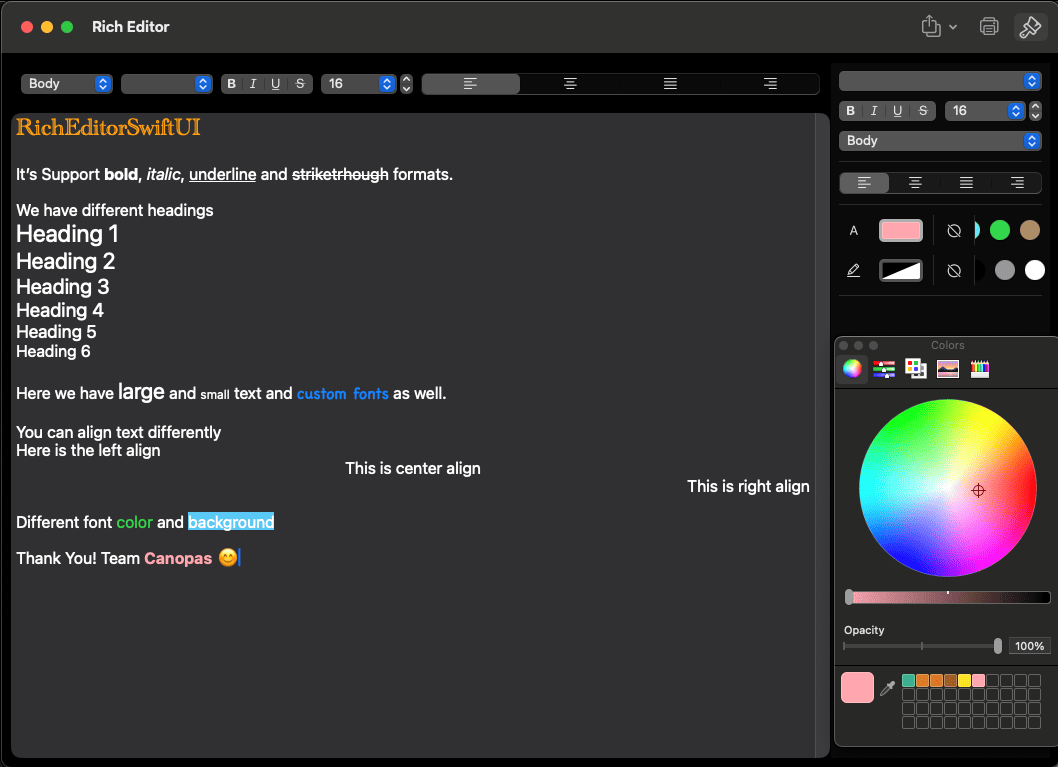 Rich Editor
Body B I U S 16
16
B I U S 16
Body
A
RichEditorSwiftUI
It's Support bold, italic, underline and striketrhough formats.
We have different headings
Heading 1
Heading 2
Heading 3
Heading 4
Heading 5
Heading 6
Here we have large and small text and custom fonts as well.
You can align text differently
Here is the left align
This is center align
This is right align
Different font color and background
Thank You! Team Canopas 😊
Colors
Opacity
100%